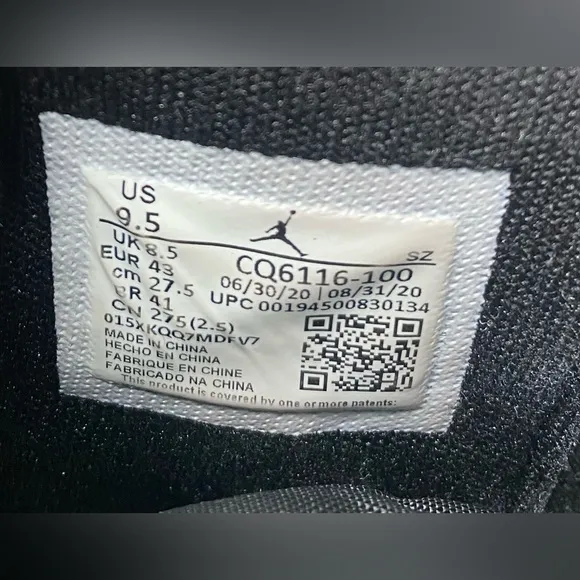 US
9.5
UK 8.5
EUR 43
cm 27.5
BR 41
CN 275(2.5)
SZ
CQ6116-100
06/30/20 | 08/31/20
UPC 00194500830134
015XKQQ7MDFV7
MADE IN CHINA
HECHO EN CHINA
FABRIQUE EN CHINE
FABRICADO NA CHINA
This product is covered by one or more patents: